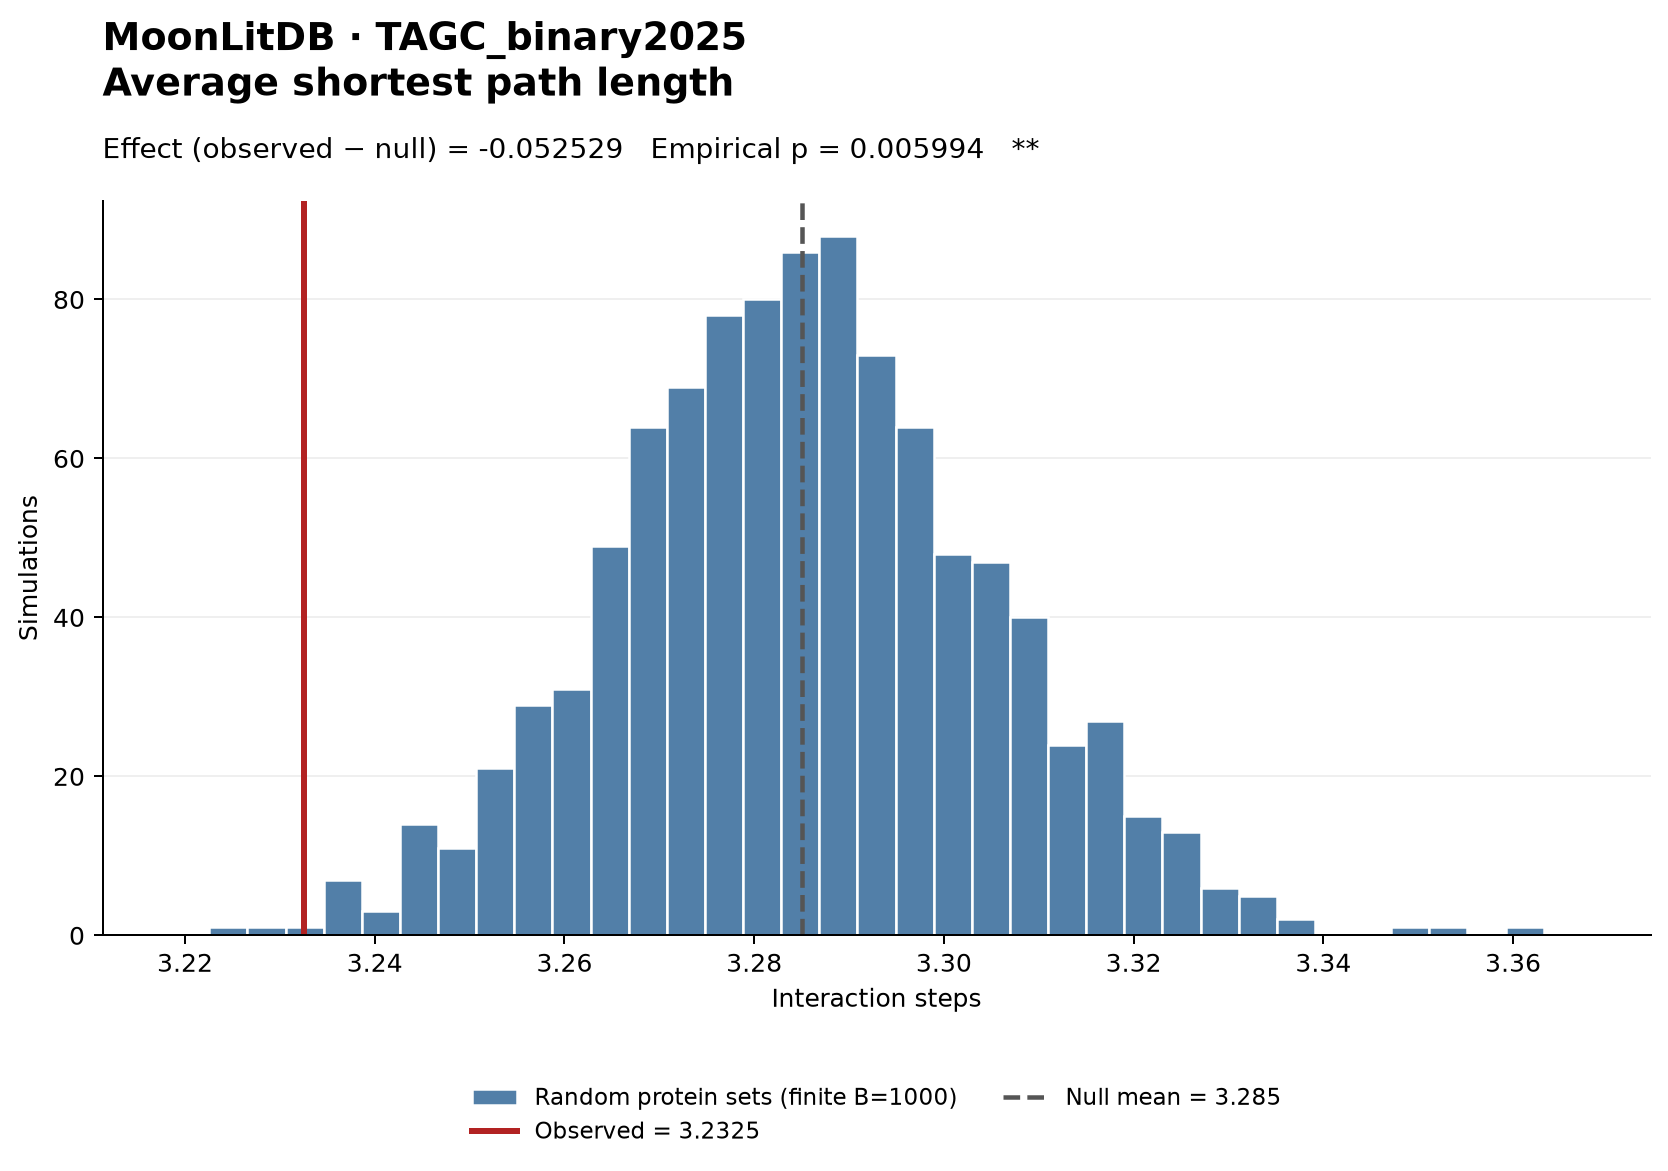 MoonLitDB · TAGC_binary2025
Average shortest path length
Effect (observed − null) = -0.052529   Empirical p = 0.005994   **
Simulations
80
60
40
20
0
3.22 3.24 3.26 3.28 3.30 3.32 3.34 3.36
Interaction steps
Random protein sets (finite B=1000)
Observed = 3.2325
Null mean = 3.285